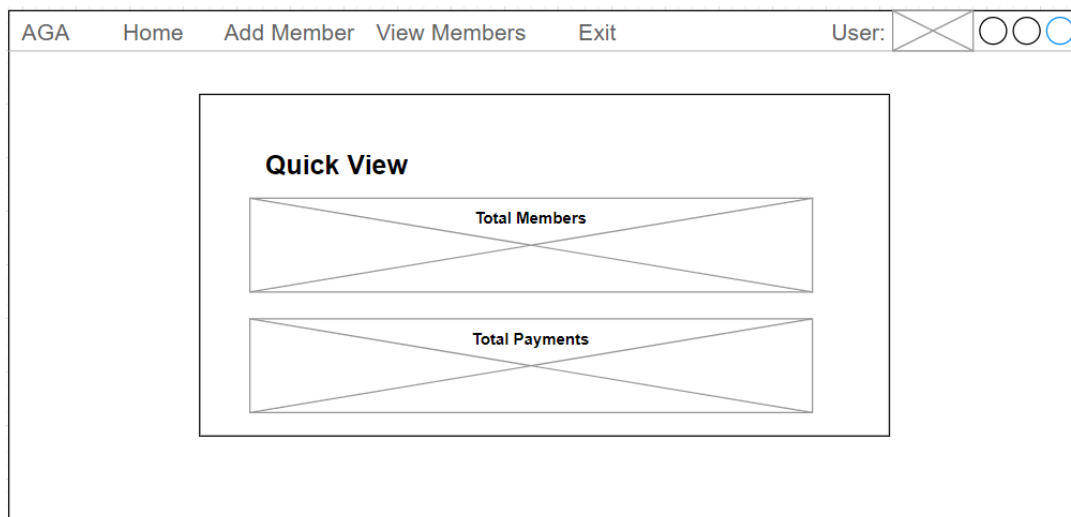 AGA Home Add Member View Members Exit User:
Quick View
Total Members
Total Payments